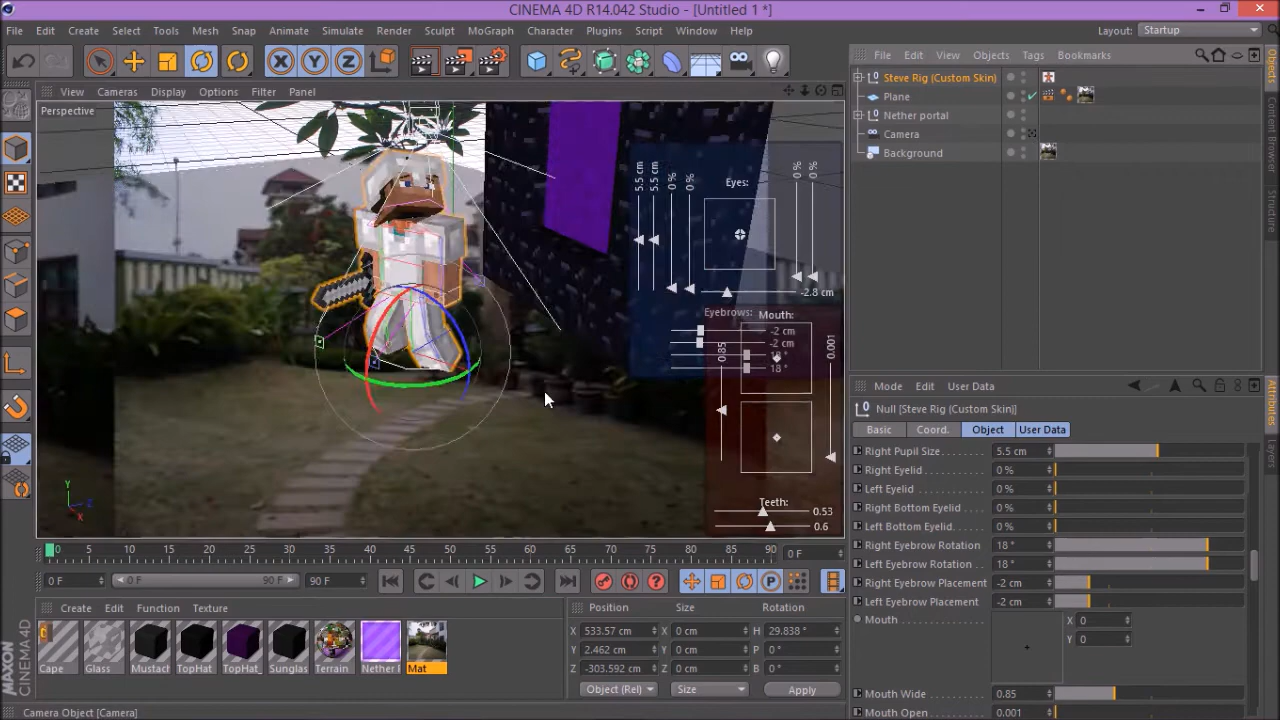 CINEMA 4D R14.042 Studio - [Untitled 1 *]
File Edit Create Select Tools Mesh Snap Animate Simulate Render Sculpt MoGraph Character Plugins Script Window Help
Layout: Startup
File Edit View Objects Tags Bookmarks
View Cameras Display Options Filter Panel
Perspective
Steve Rig (Custom Skin)
Plane
Nether portal
Camera
Background
Objects
Content Browser
Structure
5.5 cm 5.5 cm 0 % 0 %
Eyes:
0 % 0 %
-2.8 cm
Eyebrows:
Mouth:
-2 cm
-2 cm
18 °
18 °
0.85
0.001
Teeth:
0.53
0.6
Y
Z
X
Mode Edit User Data
Null [Steve Rig (Custom Skin)]
Basic Coord. Object User Data
Attributes
Layers
Right Pupil Size 5.5 cm
Right Eyelid 0 %
Left Eyelid 0 %
Right Bottom Eyelid 0 %
Left Bottom Eyelid 0 %
Right Eyebrow Rotation 18 °
Left Eyebrow Rotation 18 °
Right Eyebrow Placement -2 cm
Left Eyebrow Placement -2 cm
Mouth X 0
Y 0
Mouth Wide 0.85
Mouth Open 0.001
0 5 10 15 20 25 30 35 40 45 50 55 60 65 70 75 80 85 90 0 F
0 F 0 F 90 F 90 F
Create Edit Function Texture
Cape Glass Mustach TopHat TopHat_ Sunglas Terrain Nether P Mat
Position Size Rotation
X 533.57 cm X 0 cm H 29.838 °
Y 2.462 cm Y 0 cm P 0 °
Z -303.592 cm Z 0 cm B 0 °
Object (Rel) Size Apply
MAXON
CINEMA 4D
Camera Object [Camera]